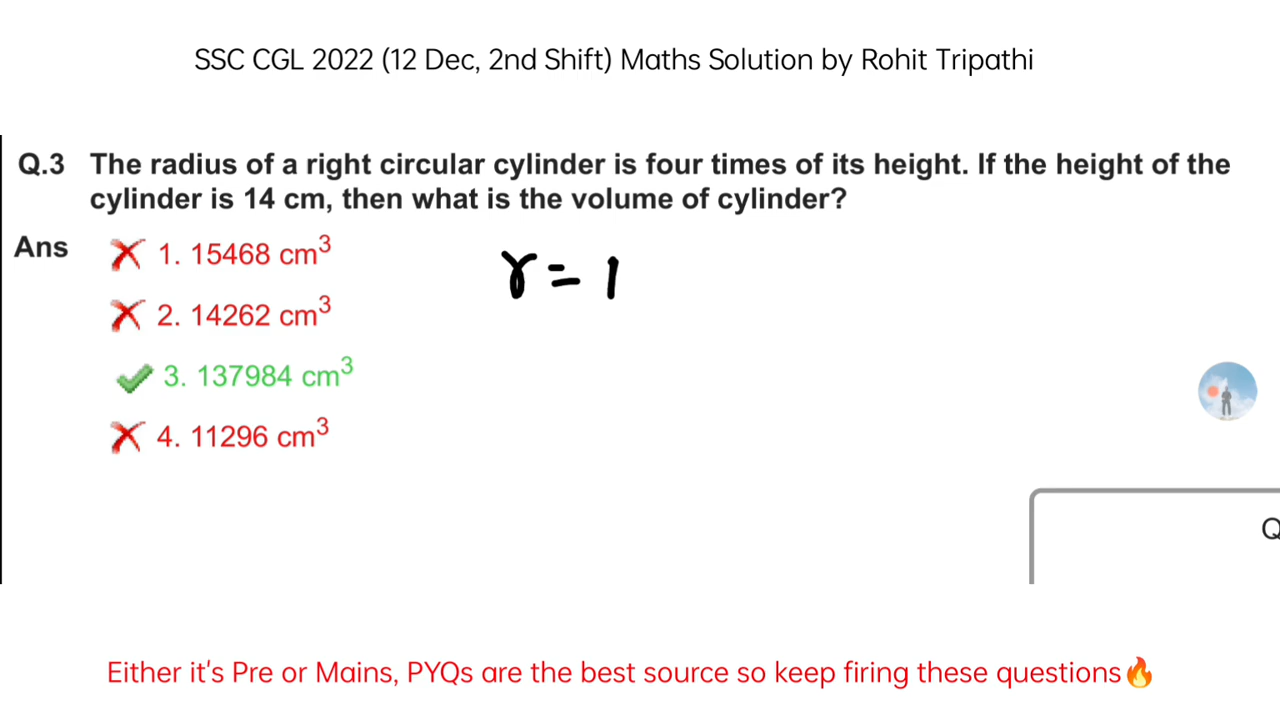 SSC CGL 2022 (12 Dec, 2nd Shift) Maths Solution by Rohit Tripathi
Q.3 The radius of a right circular cylinder is four times of its height. If the height of the
cylinder is 14 cm, then what is the volume of cylinder?
Ans 1. 15468 cm³
r = 1
2. 14262 cm³
3. 137984 cm³
4. 11296 cm³
Q
Either it's Pre or Mains, PYQs are the best source so keep firing these questions🔥